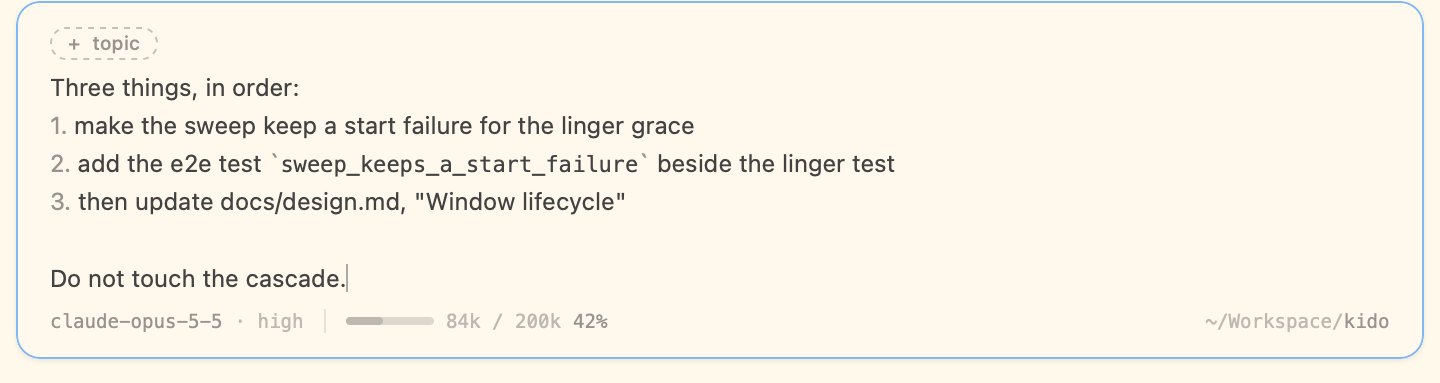 + topic
Three things, in order:
1. make the sweep keep a start failure for the linger grace
2. add the e2e test `sweep_keeps_a_start_failure` beside the linger test
3. then update docs/design.md, "Window lifecycle"
Do not touch the cascade.
claude-opus-5-5 · high 84k / 200k 42% ~/Workspace/kido